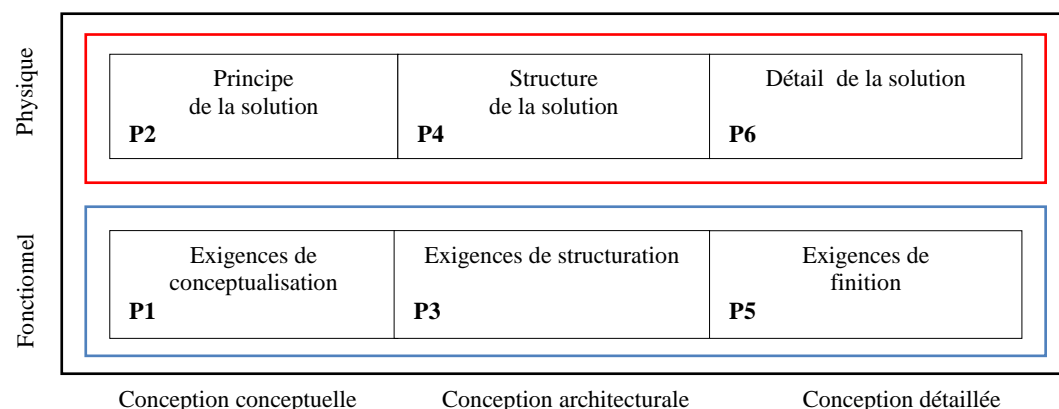 Physique
Principe
de la solution
P2
Structure
de la solution
P4
Détail de la solution
P6
Fonctionnel
Exigences de
conceptualisation
P1
Exigences de structuration
P3
Exigences de
finition
P5
Conception conceptuelle
Conception architecturale
Conception détaillée